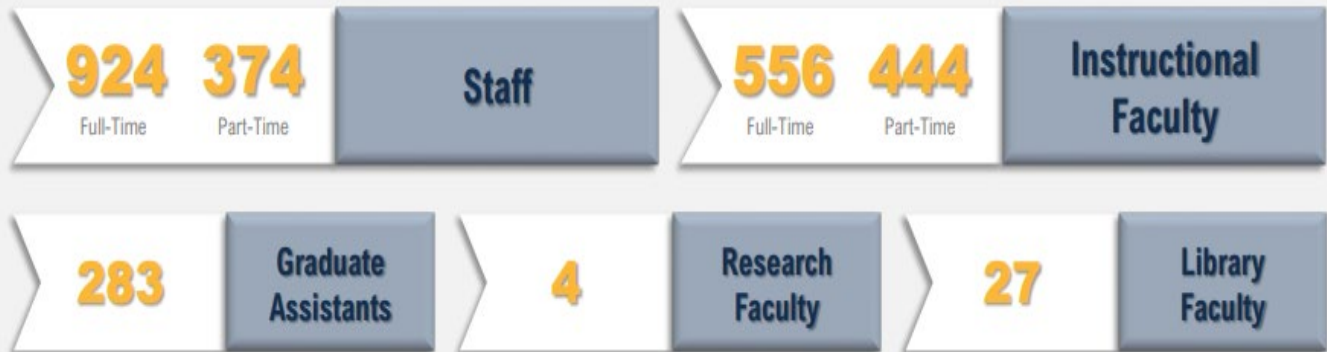 924 374
Full-Time Part-Time
Staff
556 444
Full-Time Part-Time
Instructional
Faculty
283
Graduate
Assistants
4
Research
Faculty
27
Library
Faculty